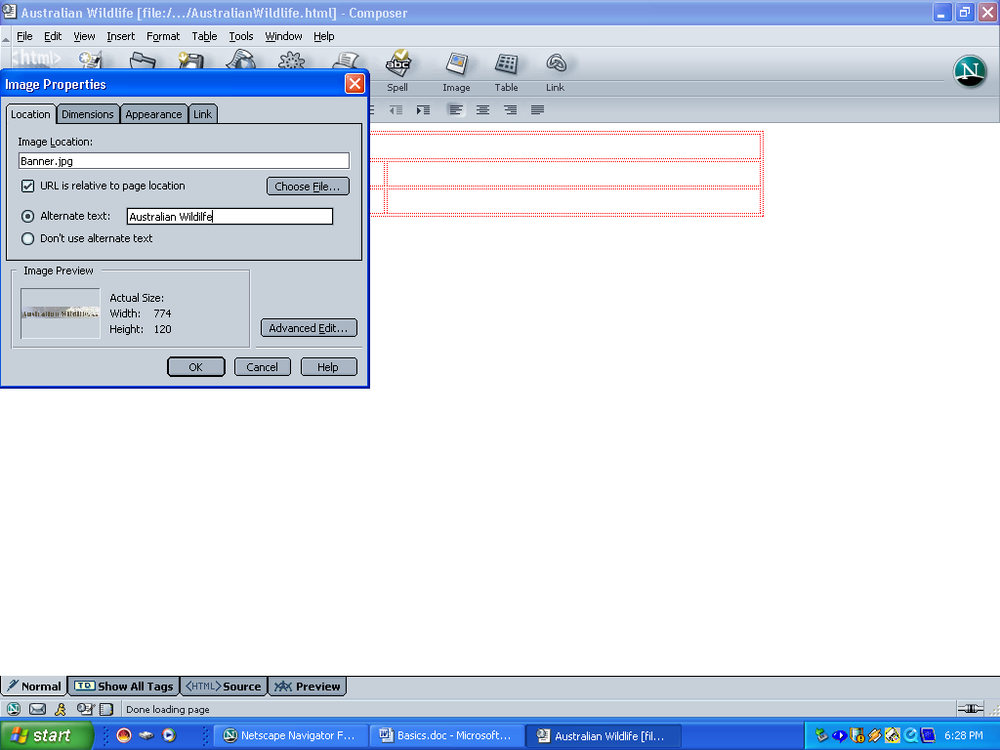 Australian Wildlife [file:/.../AustralianWildlife.html] - Composer
File Edit View Insert Format Table Tools Window Help
<html>
abc
Spell Image Table Link
N
Image Properties
Location Dimensions Appearance Link
Image Location:
Banner.jpg
URL is relative to page location Choose File...
Alternate text: Australian Wildilfe
Don't use alternate text
Image Preview
Australian Wildlife
Actual Size:
Width: 774
Height: 120
Advanced Edit...
OK Cancel Help
Normal TD Show All Tags <HTML> Source Preview
Done loading page
start Netscape Navigator F... Basics.doc - Microsoft... Australian Wildlife [fil... 6:28 PM